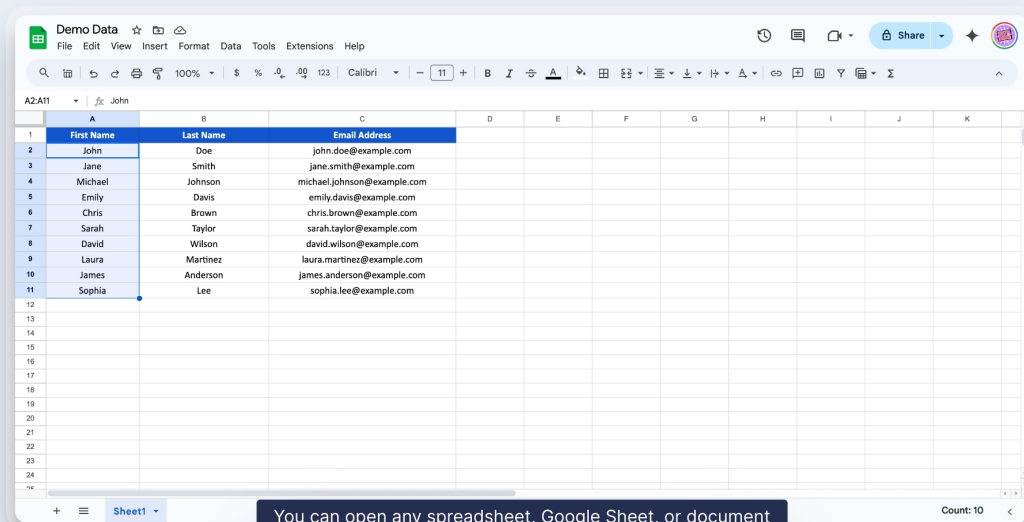 Demo Data
File Edit View Insert Format Data Tools Extensions Help
Share
100% $ % .0 .00 123 Calibri 11 B I A
A2:A11 fx John
A B C D E F G H I J K
1 First Name Last Name Email Address
2 John Doe john.doe@example.com
3 Jane Smith jane.smith@example.com
4 Michael Johnson michael.johnson@example.com
5 Emily Davis emily.davis@example.com
6 Chris Brown chris.brown@example.com
7 Sarah Taylor sarah.taylor@example.com
8 David Wilson david.wilson@example.com
9 Laura Martinez laura.martinez@example.com
10 James Anderson james.anderson@example.com
11 Sophia Lee sophia.lee@example.com
12
13
14
15
16
17
18
19
20
21
22
23
24
25
Sheet1 Count: 10
You can open any spreadsheet, Google Sheet, or document